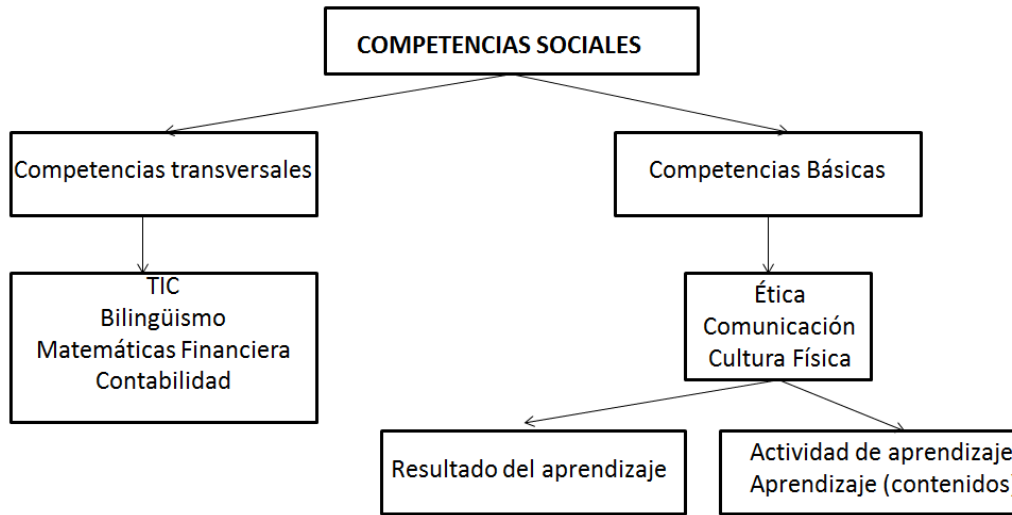 COMPETENCIAS SOCIALES
Competencias transversales
Competencias Básicas
TIC
Bilingüismo
Matemáticas Financiera
Contabilidad
Ética
Comunicación
Cultura Física
Resultado del aprendizaje
Actividad de aprendizaje
Aprendizaje (contenidos)